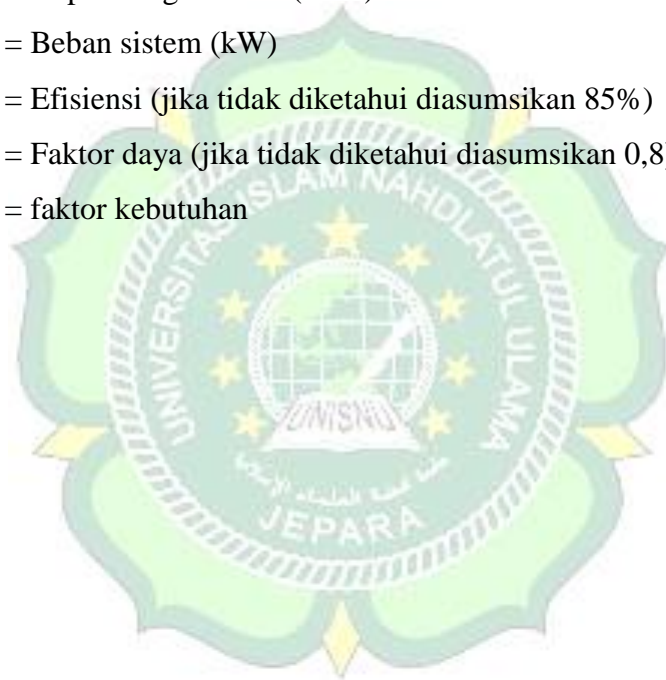 = Beban sistem (kW)
= Efisiensi (jika tidak diketahui diasumsikan 85%)
= Faktor daya (jika tidak diketahui diasumsikan 0,8
= faktor kebutuhan
UNIVERSITAS ISLAM NAHDLATUL ULAMA
UNISNU
JEPARA